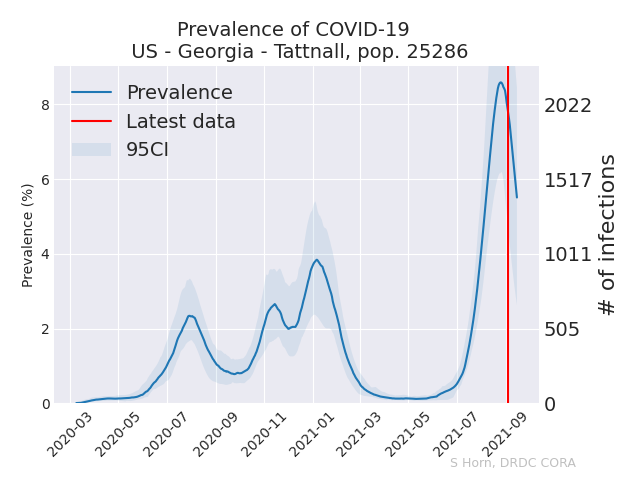 Prevalence of COVID-19
US - Georgia - Tattnall, pop. 25286
Prevalence
Latest data
95CI
Prevalence (%)
8
6
4
2
0
2022
1517
1011
505
0
# of infections
2020-03
2020-05
2020-07
2020-09
2020-11
2021-01
2021-03
2021-05
2021-07
2021-09
S Horn, DRDC CORA